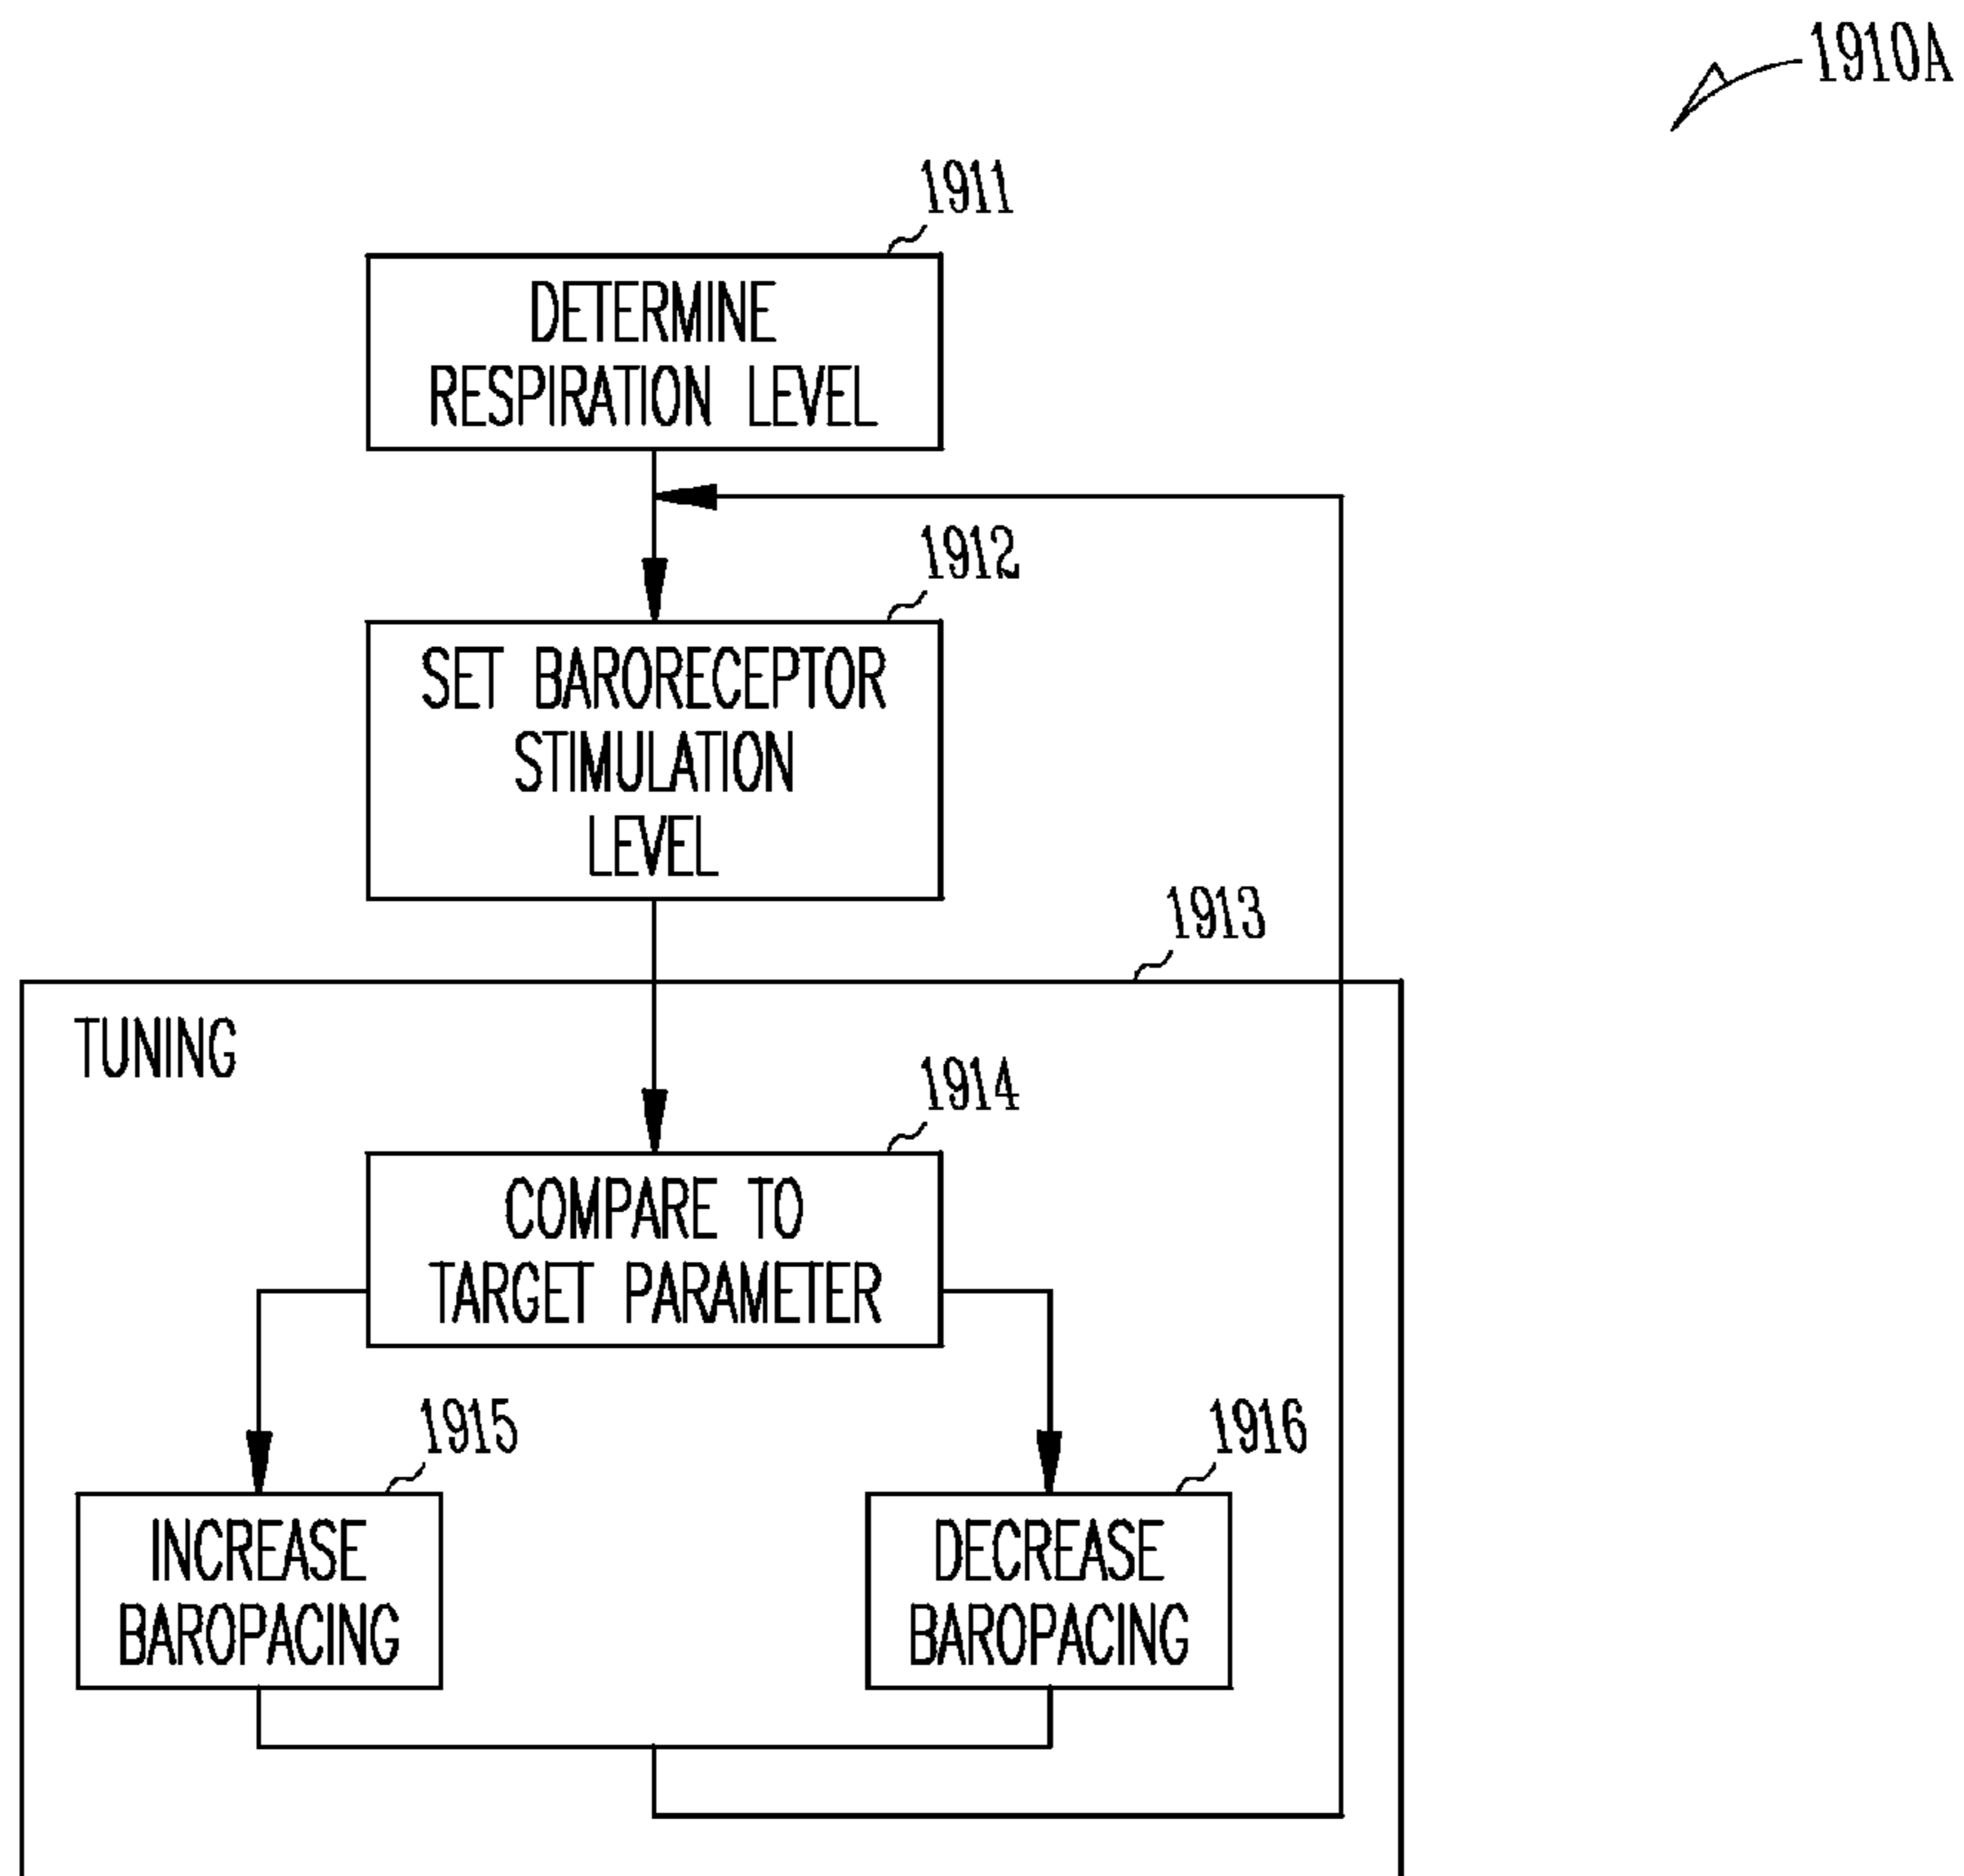 1910A
1911
DETERMINE
RESPIRATION LEVEL
1912
SET BARORECEPTOR
STIMULATION
LEVEL
1913
TUNING
1914
COMPARE TO
TARGET PARAMETER
1915
INCREASE
BAROPACING
1916
DECREASE
BAROPACING